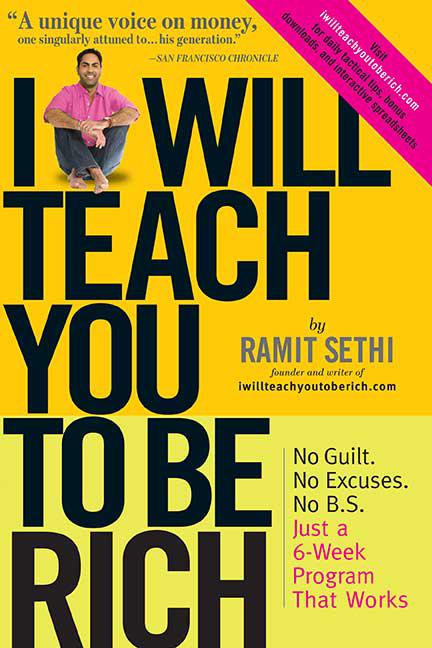 “A unique voice on money,
one singularly attuned to…his generation.”
—SAN FRANCISCO CHRONICLE
Visit
iwillteachyoutoberich.com
for daily tactical tips, bonus
downloads, and interactive spreadsheets
I WILL
TEACH
YOU
TO BE
RICH
by
RAMIT SETHI
founder and writer of
iwillteachyoutoberich.com
No Guilt.
No Excuses.
No B.S.
Just a
6-Week
Program
That Works